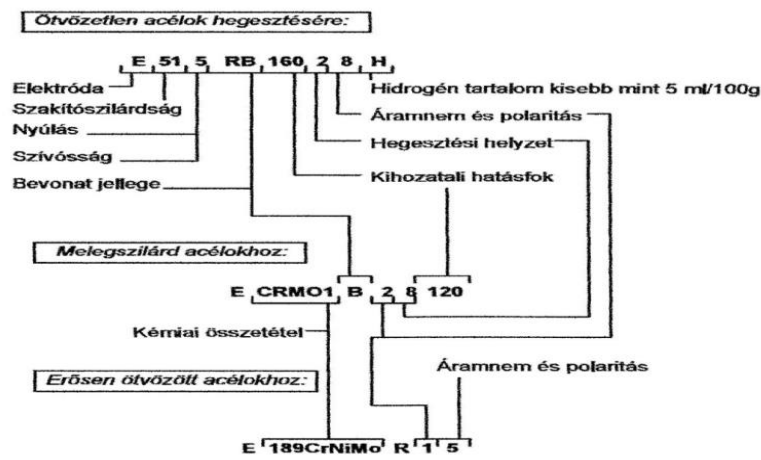 Ötvözetlen acélok hegesztésére:
E 51 5 RB 160 2 8 H
Elektróda
Hidrogén tartalom kisebb mint 5 ml/100g
Szakítószilárdság
Áramnem és polaritás
Nyúlás
Hegesztési helyzet
Szívósság
Kihozatali hatásfok
Bevonat jellege
Melegszilárd acélokhoz:
E CRMO1 B 2 8 120
Kémiai összetétel
Áramnem és polaritás
Erősen ötvözött acélokhoz:
E 189CrNiMo R 1 5